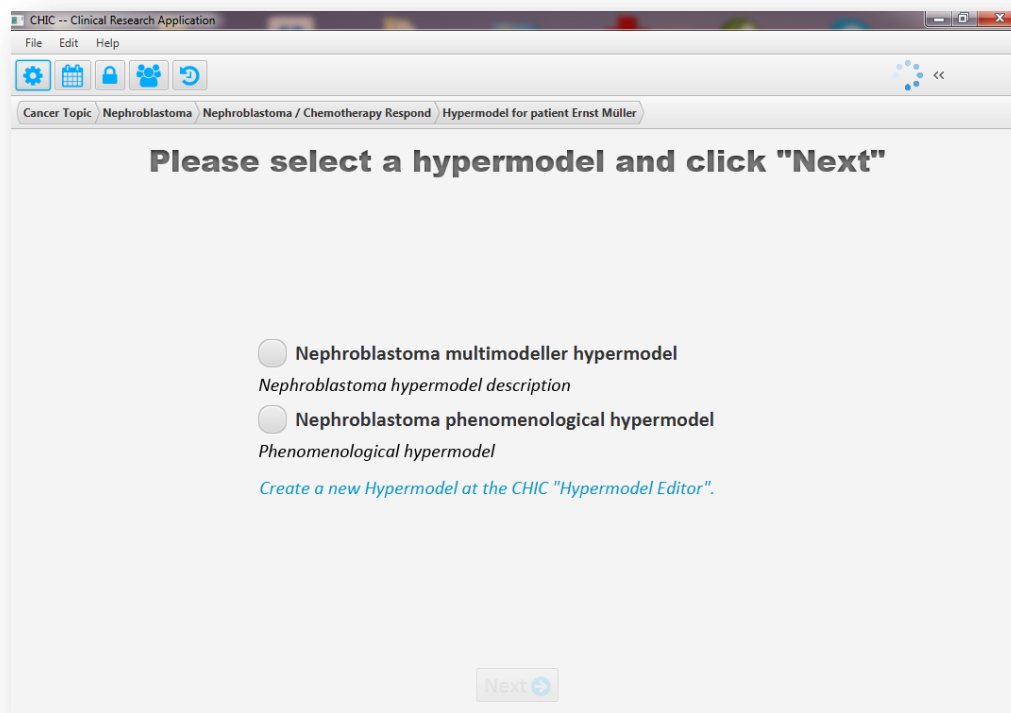 CHIC -- Clinical Research Application
File Edit Help
«
Cancer Topic Nephroblastoma Nephroblastoma / Chemotherapy Respond Hypermodel for patient Ernst Müller
Please select a hypermodel and click "Next"
Nephroblastoma multimodeller hypermodel
Nephroblastoma hypermodel description
Nephroblastoma phenomenological hypermodel
Phenomenological hypermodel
Create a new Hypermodel at the CHIC "Hypermodel Editor".
Next